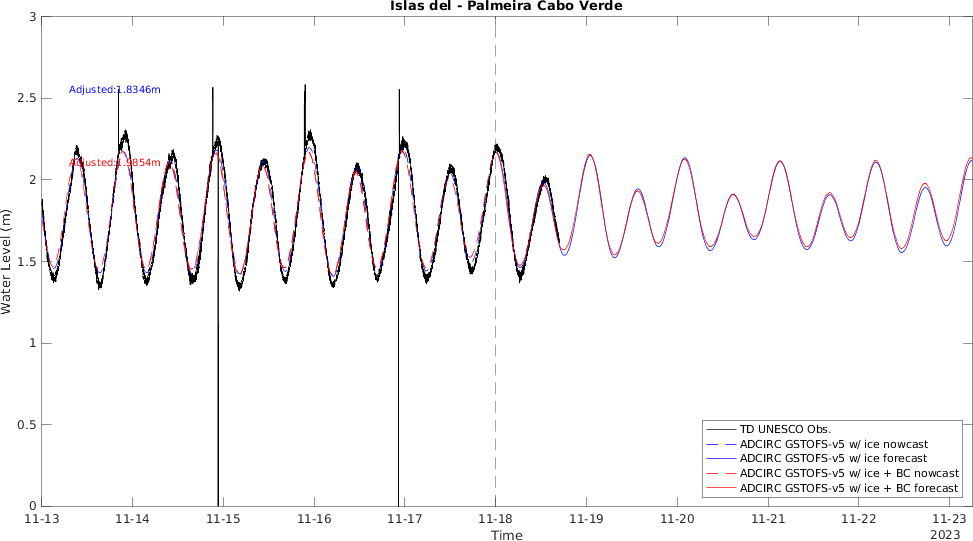 Islas del - Palmeira Cabo Verde
3
2.5
2
1.5
1
0.5
0
Water Level (m)
Adjusted:1.8346m
Adjusted:1.9854m
TD UNESCO Obs.
ADCIRC GSTOFS-v5 w/ ice nowcast
ADCIRC GSTOFS-v5 w/ ice forecast
ADCIRC GSTOFS-v5 w/ ice + BC nowcast
ADCIRC GSTOFS-v5 w/ ice + BC forecast
11-13 11-14 11-15 11-16 11-17 11-18 11-19 11-20 11-21 11-22 11-23
Time
2023